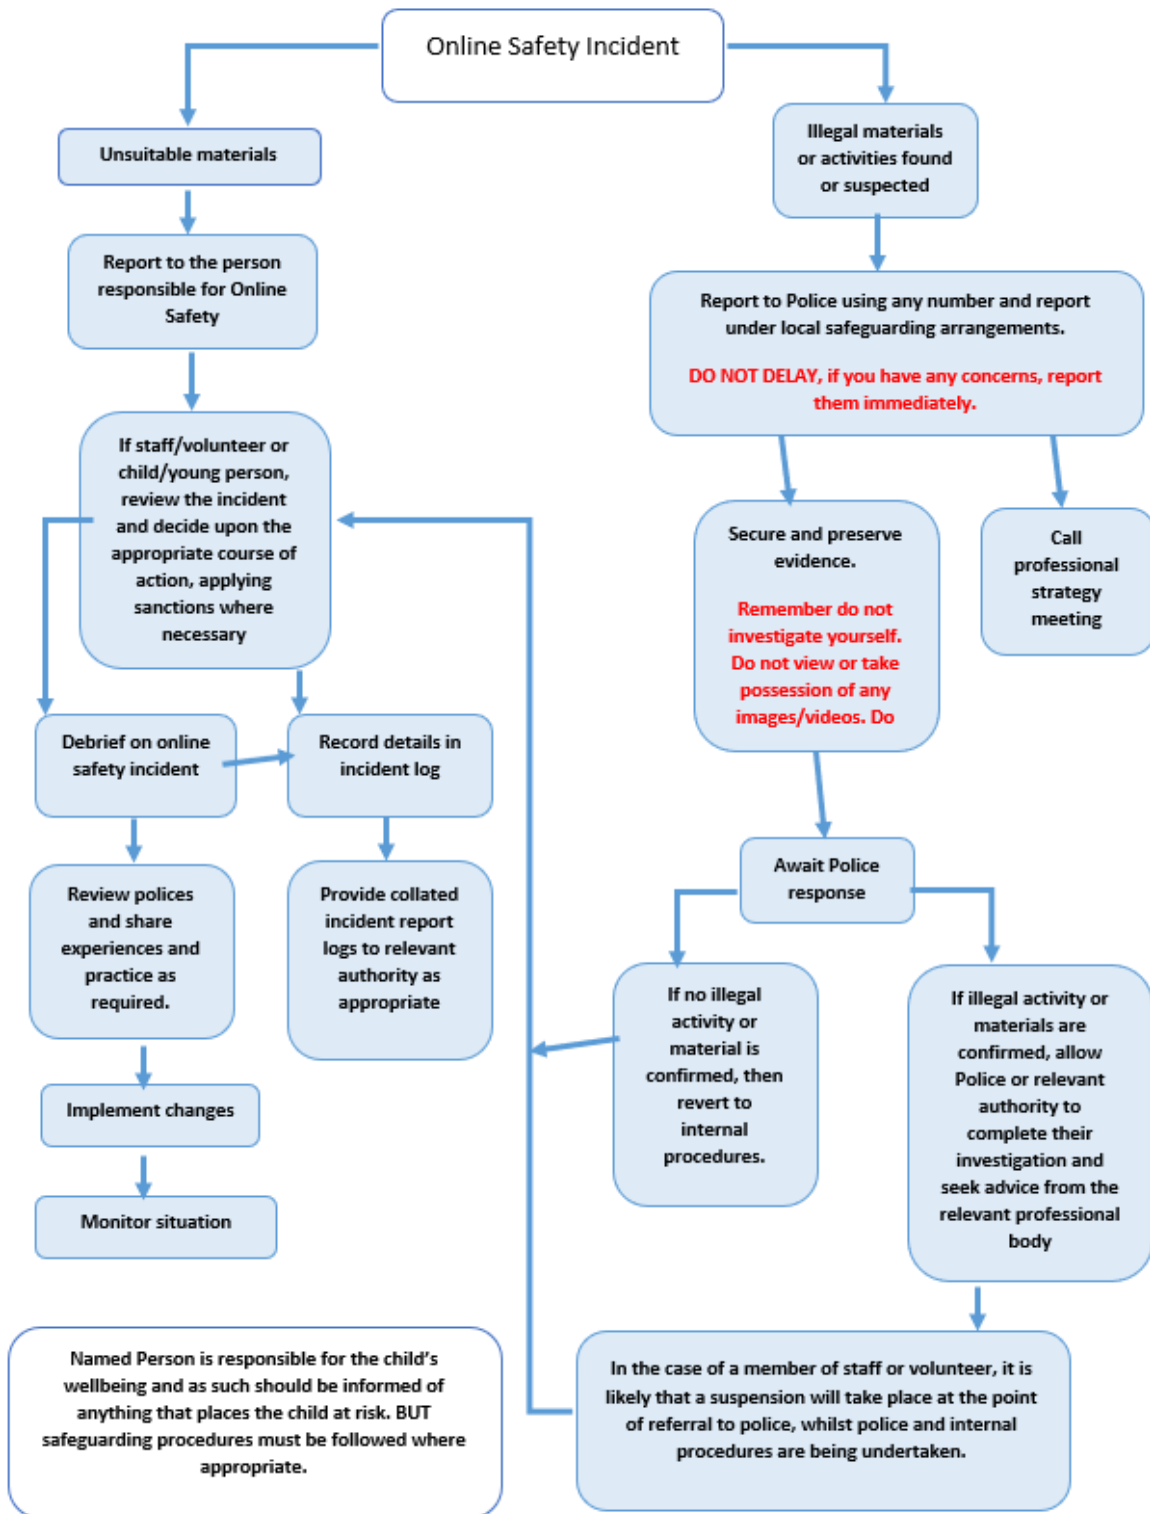 Online Safety Incident
Unsuitable materials
Report to the person
responsible for Online
Safety
If staff/volunteer or
child/young person,
review the incident
and decide upon the
appropriate course of
action, applying
sanctions where
necessary
Debrief on online
safety incident
Record details in
incident log
Review polices
and share
experiences and
practice as
required.
Provide collated
incident report
logs to relevant
authority as
appropriate
Implement changes
Monitor situation
Illegal materials
or activities found
or suspected
Report to Police using any number and report
under local safeguarding arrangements.
DO NOT DELAY, if you have any concerns, report
them immediately.
Secure and preserve
evidence.
Remember do not
investigate yourself.
Do not view or take
possession of any
images/videos. Do
Call
professional
strategy
meeting
Await Police
response
If no illegal
activity or
material is
confirmed, then
revert to
internal
procedures.
If illegal activity or
materials are
confirmed, allow
Police or relevant
authority to
complete their
investigation and
seek advice from the
relevant professional
body
In the case of a member of staff or volunteer, it is
likely that a suspension will take place at the point
of referral to police, whilst police and internal
procedures are being undertaken.
Named Person is responsible for the child's
wellbeing and as such should be informed of
anything that places the child at risk. BUT
safeguarding procedures must be followed where
appropriate.